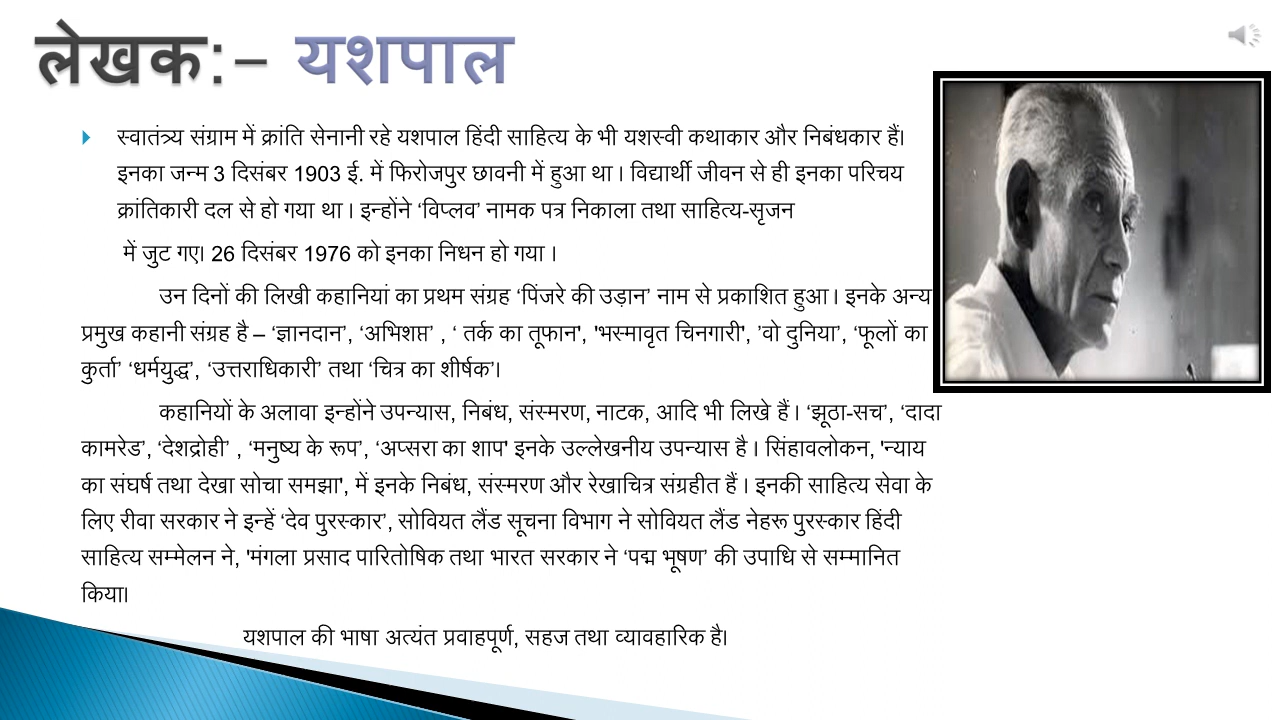 लेखक:– यशपाल
स्वातंत्र्य संग्राम में क्रांति सेनानी रहे यशपाल हिंदी साहित्य के भी यशस्वी कथाकार और निबंधकार हैं।
इनका जन्म 3 दिसंबर 1903 ई. में फिरोजपुर छावनी में हुआ था । विद्यार्थी जीवन से ही इनका परिचय
क्रांतिकारी दल से हो गया था । इन्होंने ‘विप्लव’ नामक पत्र निकाला तथा साहित्य-सृजन
में जुट गए। 26 दिसंबर 1976 को इनका निधन हो गया ।
उन दिनों की लिखी कहानियां का प्रथम संग्रह ‘पिंजरे की उड़ान’ नाम से प्रकाशित हुआ । इनके अन्य
प्रमुख कहानी संग्रह है – ‘ज्ञानदान’, ‘अभिशप्त’ , ‘ तर्क का तूफान', 'भस्मावृत चिनगारी', ’वो दुनिया’, ‘फूलों का
कुर्ता’ ‘धर्मयुद्ध’, ‘उत्तराधिकारी’ तथा ‘चित्र का शीर्षक’।
कहानियों के अलावा इन्होंने उपन्यास, निबंध, संस्मरण, नाटक, आदि भी लिखे हैं । ‘झूठा-सच’, ‘दादा
कामरेड’, ‘देशद्रोही’ , ‘मनुष्य के रूप’, ‘अप्सरा का शाप' इनके उल्लेखनीय उपन्यास है । सिंहावलोकन, 'न्याय
का संघर्ष तथा देखा सोचा समझा', में इनके निबंध, संस्मरण और रेखाचित्र संग्रहीत हैं । इनकी साहित्य सेवा के
लिए रीवा सरकार ने इन्हें ‘देव पुरस्कार’, सोवियत लैंड सूचना विभाग ने सोवियत लैंड नेहरू पुरस्कार हिंदी
साहित्य सम्मेलन ने, 'मंगला प्रसाद पारितोषिक तथा भारत सरकार ने ‘पद्म भूषण’ की उपाधि से सम्मानित
किया।
यशपाल की भाषा अत्यंत प्रवाहपूर्ण, सहज तथा व्यावहारिक है।